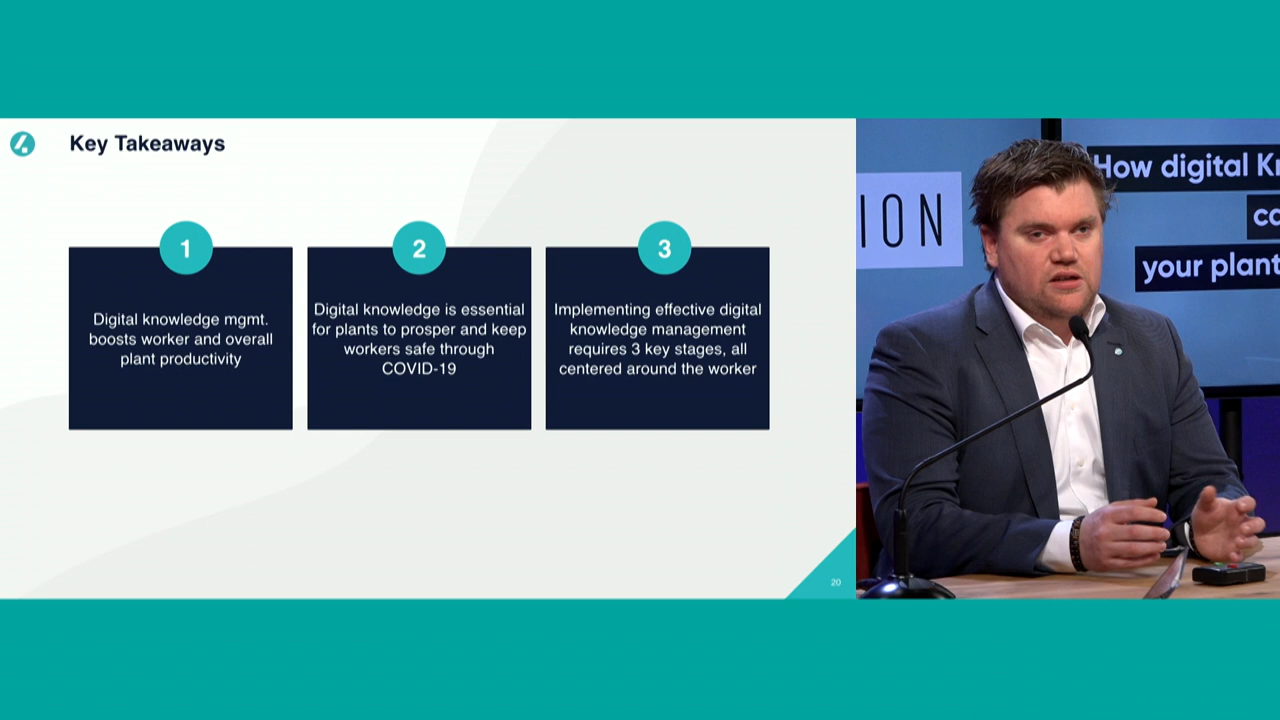 Key Takeaways
1
Digital knowledge mgmt.
boosts worker and overall
plant productivity
2
Digital knowledge is essential
for plants to prosper and keep
workers safe through
COVID-19
3
Implementing effective digital
knowledge management
requires 3 key stages, all
centered around the worker
20
ION
How digital K
co
your plant